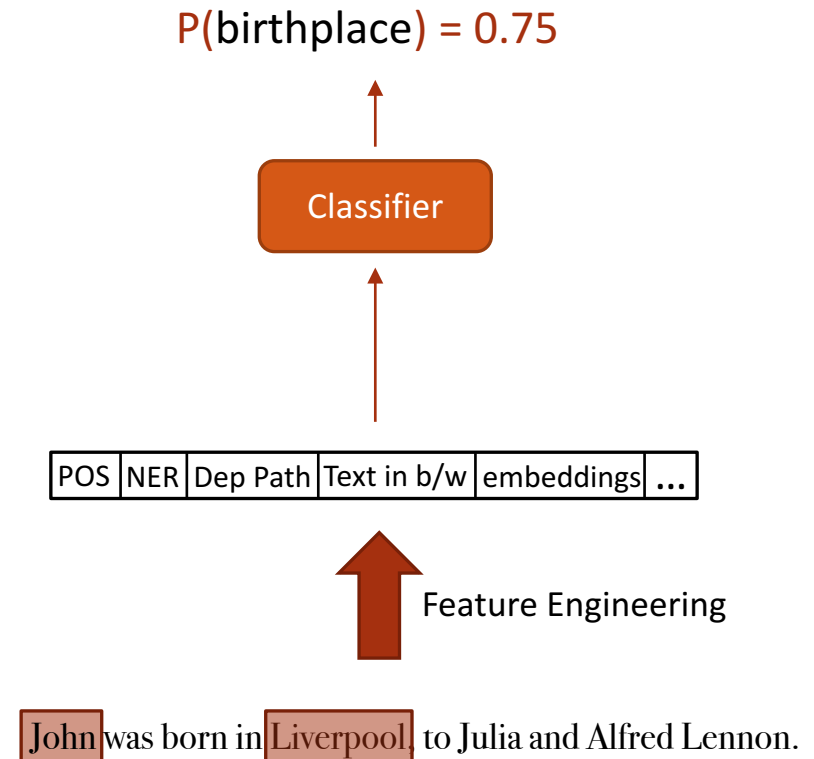 P(birthplace) = 0.75
Classifier
POS NER Dep Path Text in b/w embeddings ...
Feature Engineering
John was born in Liverpool, to Julia and Alfred Lennon.